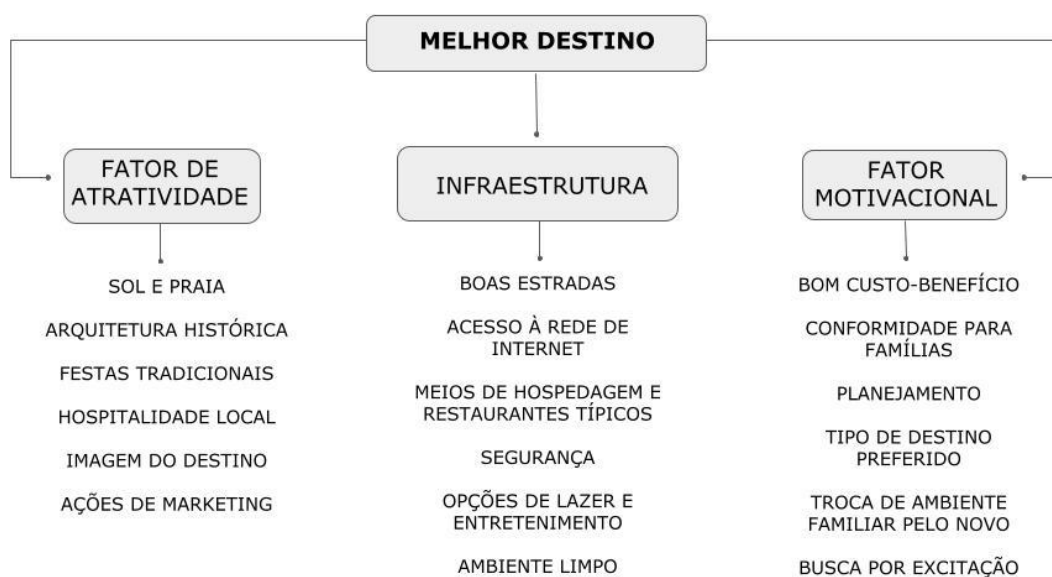 MELHOR DESTINO
FATOR DE
ATRATIVIDADE
SOL E PRAIA
ARQUITETURA HISTÓRICA
FESTAS TRADICIONAIS
HOSPITALIDADE LOCAL
IMAGEM DO DESTINO
AÇÕES DE MARKETING
INFRAESTRUTURA
BOAS ESTRADAS
ACESSO À REDE DE
INTERNET
MEIOS DE HOSPEDAGEM E
RESTAURANTES TÍPICOS
SEGURANÇA
OPÇÕES DE LAZER E
ENTRETENIMENTO
AMBIENTE LIMPO
FATOR
MOTIVACIONAL
BOM CUSTO-BENEFÍCIO
CONFORMIDADE PARA
FAMÍLIAS
PLANEJAMENTO
TIPO DE DESTINO
PREFERIDO
TROCA DE AMBIENTE
FAMILIAR PELO NOVO
BUSCA POR EXCITAÇÃO